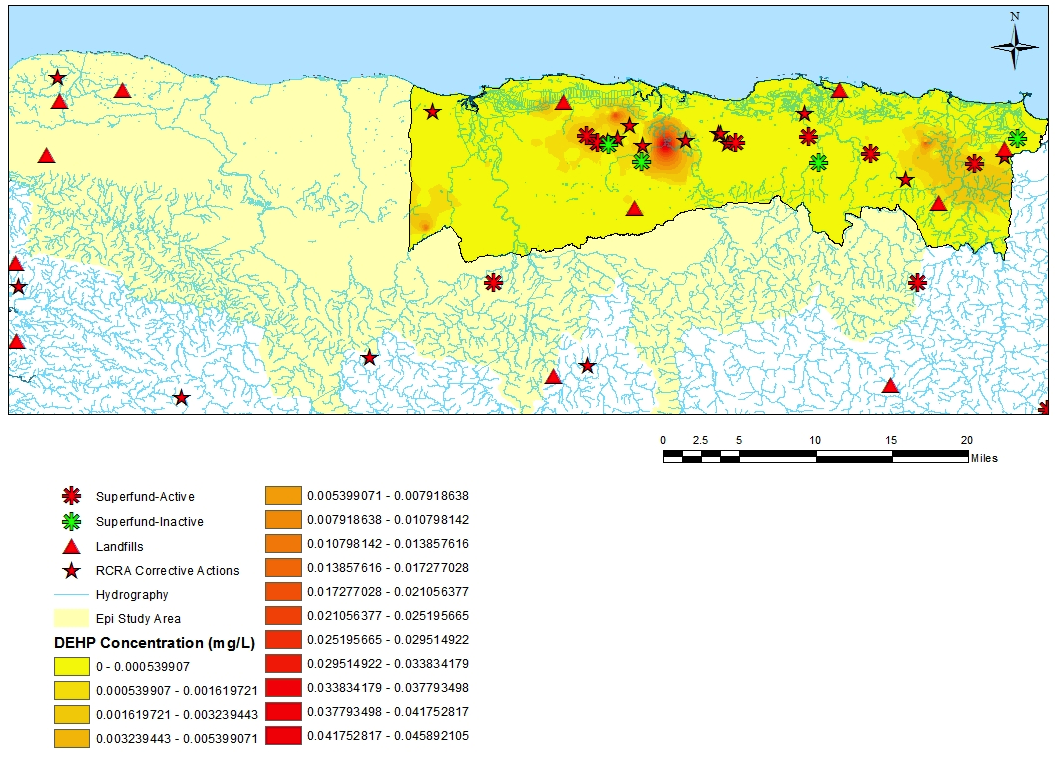 N
0 2.5 5 10 15 20
Miles
Superfund-Active
Superfund-Inactive
Landfills
RCRA Corrective Actions
Hydrography
Epi Study Area
DEHP Concentration (mg/L)
0 - 0.000539907
0.000539907 - 0.001619721
0.001619721 - 0.003239443
0.003239443 - 0.005399071
0.005399071 - 0.007918638
0.007918638 - 0.010798142
0.010798142 - 0.013857616
0.013857616 - 0.017277028
0.017277028 - 0.021056377
0.021056377 - 0.025195665
0.025195665 - 0.029514922
0.029514922 - 0.033834179
0.033834179 - 0.037793498
0.037793498 - 0.041752817
0.041752817 - 0.045892105